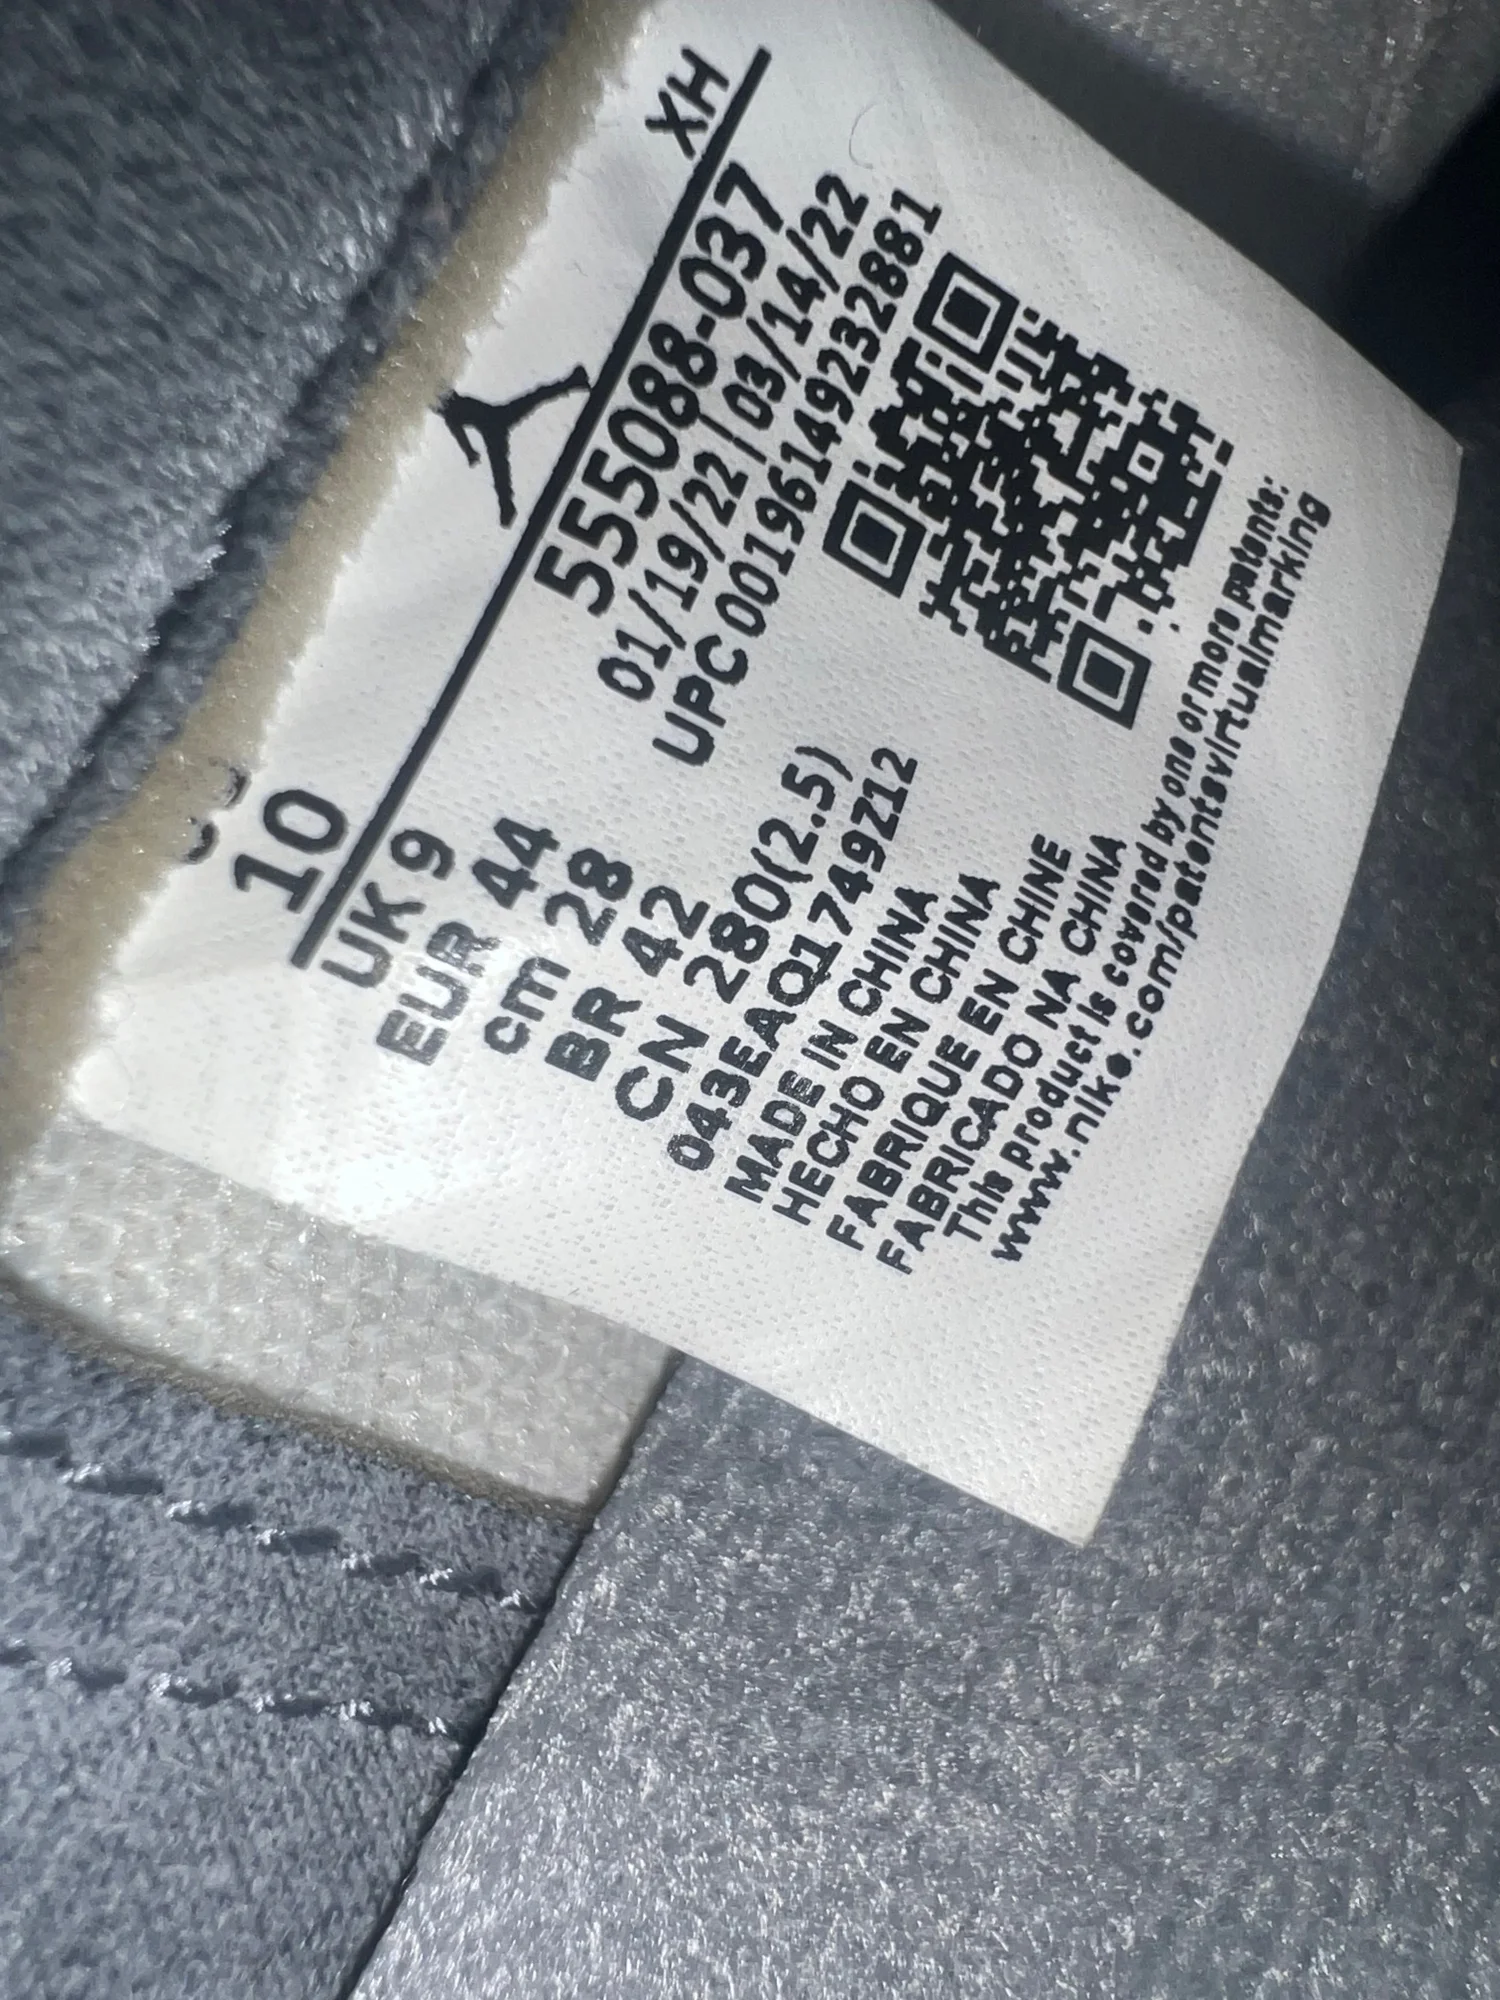 10
XH
UK 9
EUR 44
cm 28
BR 42
CN 280(2.5)
043EAQ1749Z12
555088-037
01/19/22|03/14/22
UPC 00196149232881
MADE IN CHINA
HECHO EN CHINA
FABRIQUE EN CHINE
FABRICADO NA CHINA
This product is covered by one or more patents:
www.nike.com/patentsvirtualmarking